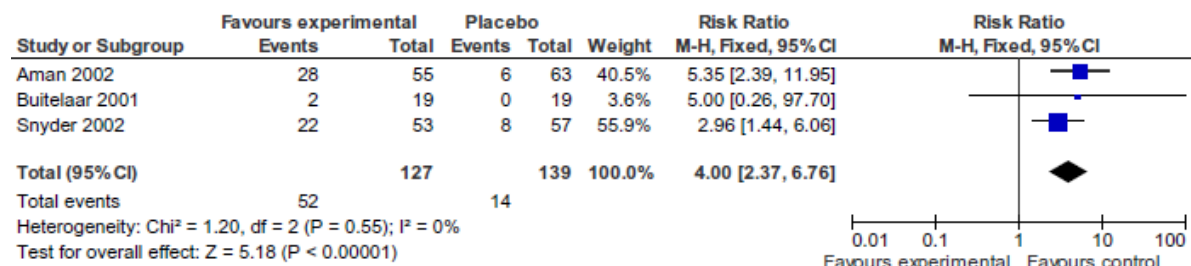 Favours experimental Placebo Risk Ratio Risk Ratio
Study or Subgroup Events Total Events Total Weight M-H, Fixed, 95% CI M-H, Fixed, 95% CI
Aman 2002 28 55 6 63 40.5% 5.35 [2.39, 11.95]
Buitelaar 2001 2 19 0 19 3.6% 5.00 [0.26, 97.70]
Snyder 2002 22 53 8 57 55.9% 2.96 [1.44, 6.06]
Total (95% CI) 127 139 100.0% 4.00 [2.37, 6.76]
Total events 52 14
Heterogeneity: Chi² = 1.20, df = 2 (P = 0.55); I² = 0%
Test for overall effect: Z = 5.18 (P < 0.00001)
0.01 0.1 1 10 100
Favours experimental Favours control